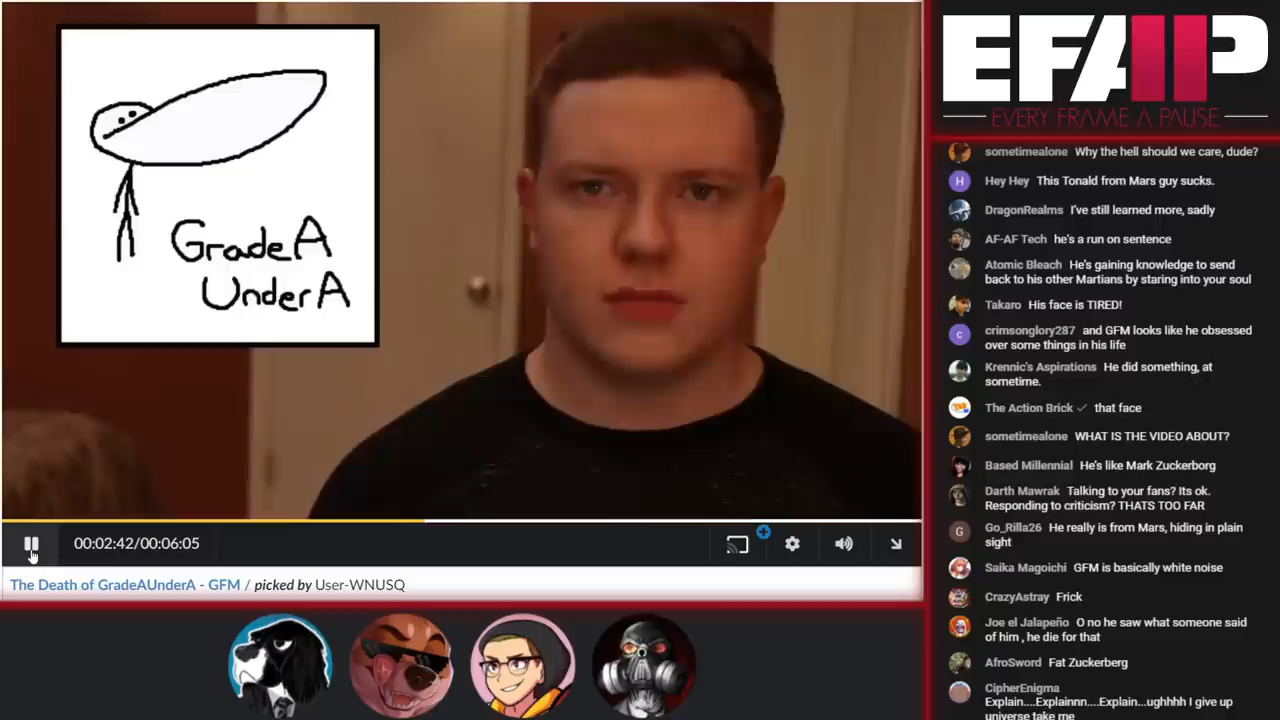 GradeA
UnderA
00:02:42/00:06:05
The Death of GradeAUnderA - GFM / picked by User-WNUSQ
EFAP
EVERY FRAME A PAUSE
sometimealone Why the hell should we care, dude?
H Hey Hey This Tonald from Mars guy sucks.
DragonRealms I've still learned more, sadly
AF-AF Tech he's a run on sentence
Atomic Bleach He's gaining knowledge to send
back to his other Martians by staring into your soul
Takaro His face is TIRED!
c crimsonglory287 and GFM looks like he obsessed
over some things in his life
Krennic's Aspirations He did something, at
sometime.
The Action Brick ✓ that face
sometimealone WHAT IS THE VIDEO ABOUT?
Based Millennial He's like Mark Zuckerborg
Darth Mawrak Talking to your fans? Its ok.
Responding to criticism? THATS TOO FAR
G Go_Rilla26 He really is from Mars, hiding in plain
sight
Saika Magoichi GFM is basically white noise
CrazyAstray Frick
Joe el Jalapeño O no he saw what someone said
of him , he die for that
AfroSword Fat Zuckerberg
CipherEnigma
Explain....Explainnn....Explain...ughhhh I give up
universe take me